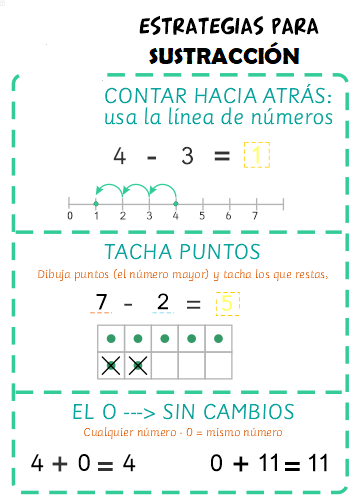 ESTRATEGIAS PARA
SUSTRACCIÓN
CONTAR HACIA ATRÁS:
usa la línea de números
4 - 3 = 1
0 1 2 3 4 5 6 7
TACHA PUNTOS
Dibuja puntos (el número mayor) y tacha los que restas,
7 - 2 = 5
EL 0 ---> SIN CAMBIOS
Cualquier número - 0 = mismo número
4 + 0 = 4 0 + 11 = 11